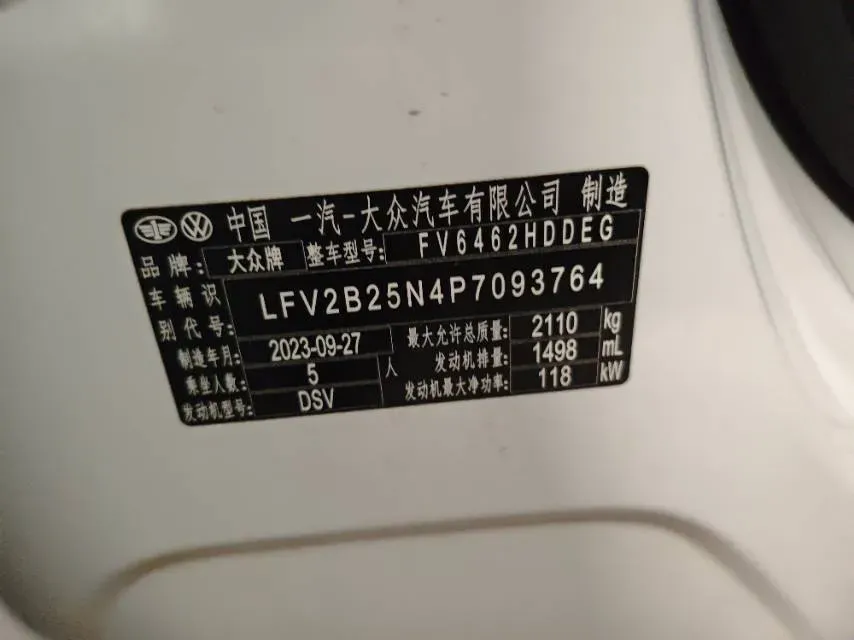 中国 一汽-大众汽车有限公司 制造
品牌: 大众牌 整车型号: FV6462HDDEG
车辆识别代号: LFV2B25N4P7093764
制造年月: 2023-09-27 最大允许总质量: 2110 kg
乘坐人数: 5 人 发动机排量: 1498 mL
发动机型号: DSV 发动机最大净功率: 118 kW